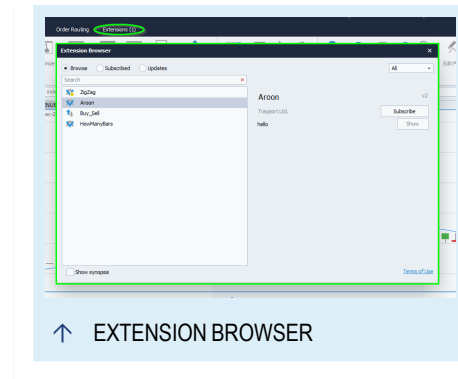 Order Routing Extensions (1)
Extension Browser
Browse Subscribed Updates All
Search
ZigZag
Aroon
Buy_Sell
HowManyBars
Aroon v2
Trayport Ltd. Subscribe
hello Show
Show synopsis Terms of Use
EXTENSION BROWSER